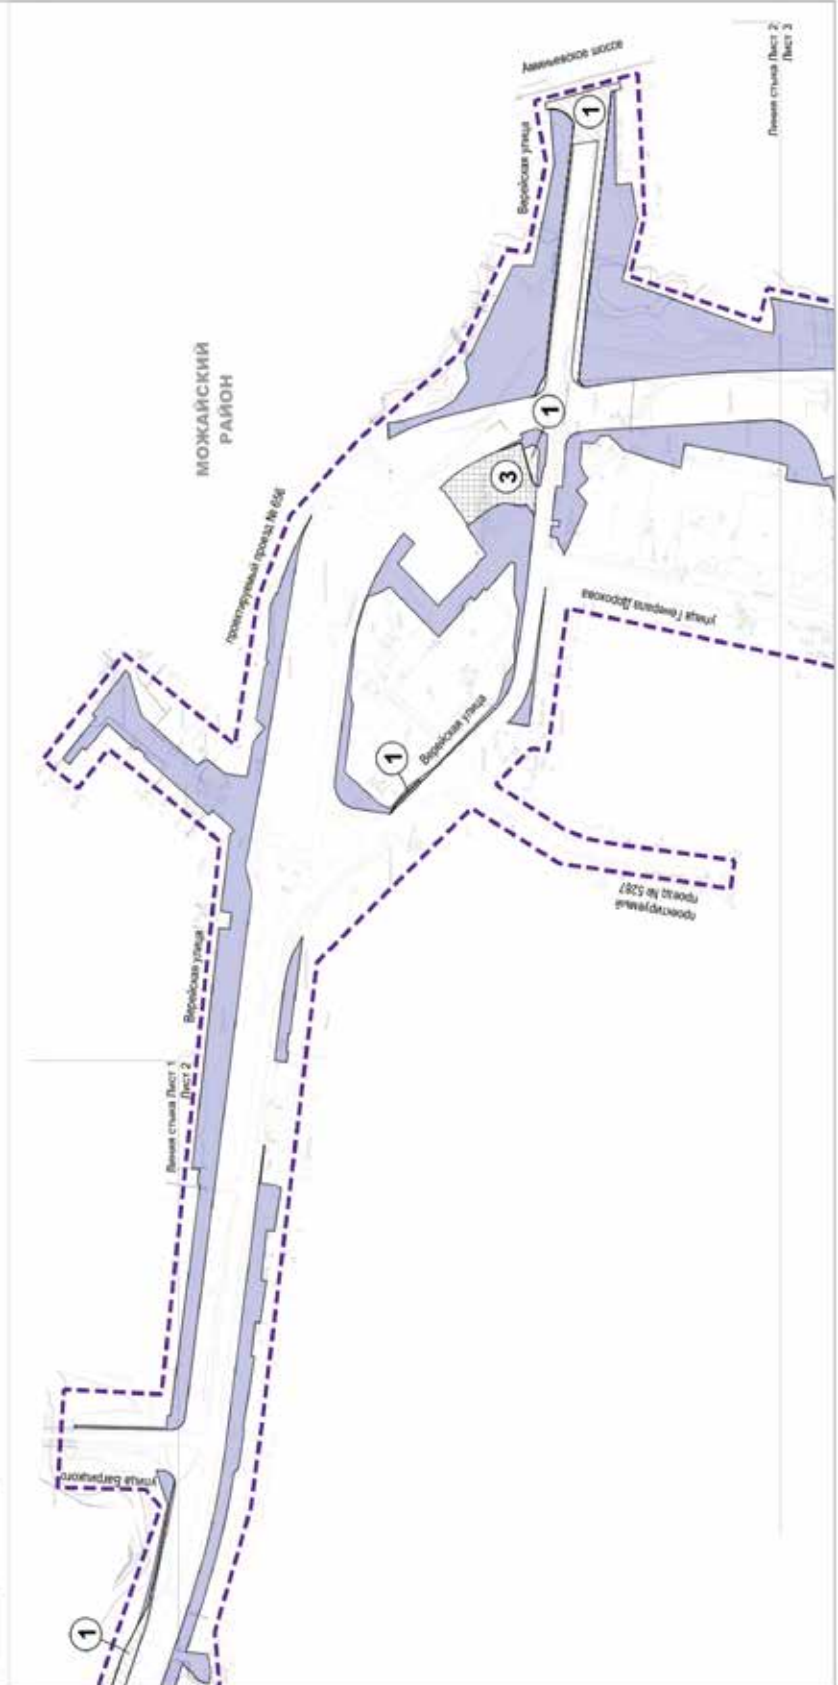 Аминьевское шоссе
Линия стыка Лист 2
Лист 3
1
Верейская улица
МОЖАЙСКИЙ
РАЙОН
1
3
проектируемый проезд № 656
улица Генерала Дорохова
Верейская улица
1
проектируемый
проезд № 5287
Верейская улица
Линия стыка Лист 1
Лист 2
улица Багрицкого
1